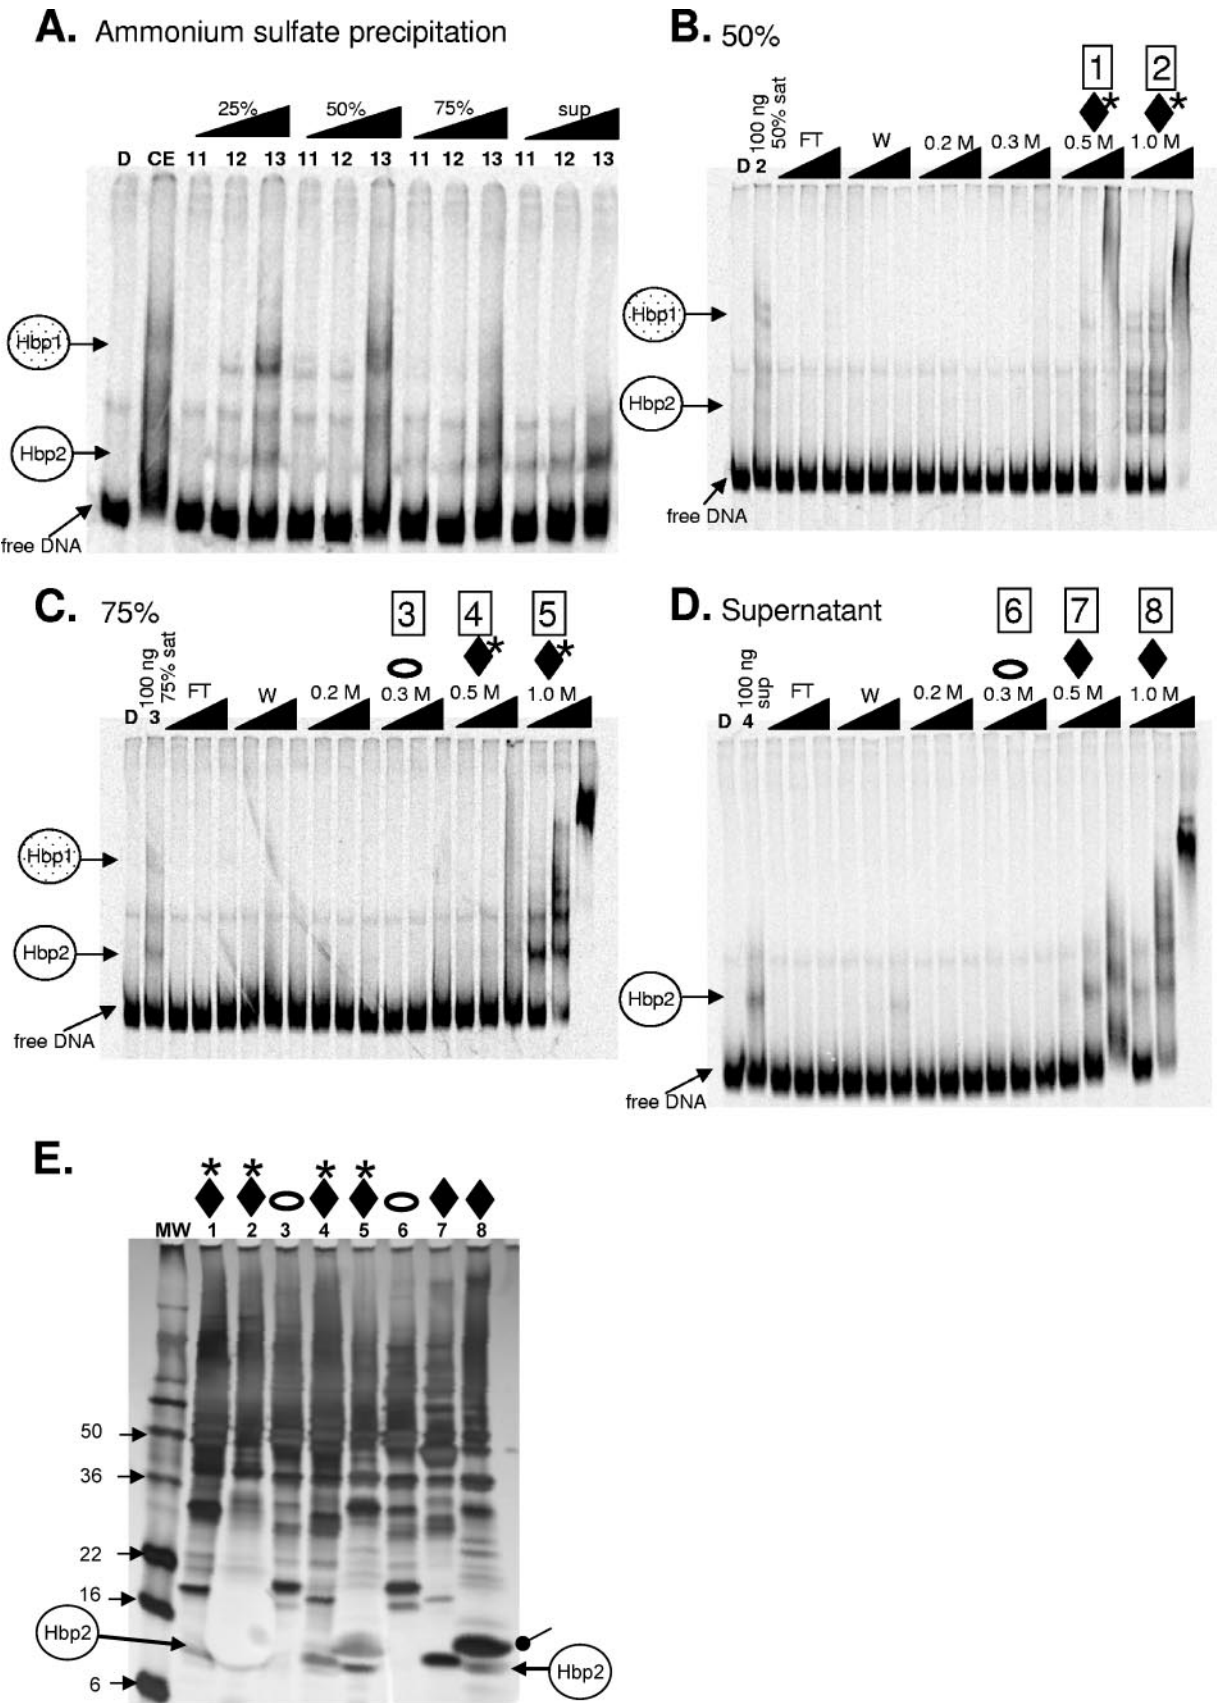 A. Ammonium sulfate precipitation
25% 50% 75% sup
D CE 11 12 13 11 12 13 11 12 13 11 12 13
Hbp1
Hbp2
free DNA
B. 50%
1 2
* *
100 ng
50% sat
FT W 0.2 M 0.3 M 0.5 M 1.0 M
D 2
Hbp1
Hbp2
free DNA
C. 75%
3 4 5
* *
100 ng
75% sat
FT W 0.2 M 0.3 M 0.5 M 1.0 M
D 3
Hbp1
Hbp2
free DNA
D. Supernatant
6 7 8
100 ng
sup
FT W 0.2 M 0.3 M 0.5 M 1.0 M
D 4
Hbp2
free DNA
E.
* * * *
MW 1 2 3 4 5 6 7 8
50
36
22
16
Hbp2
Hbp2
6